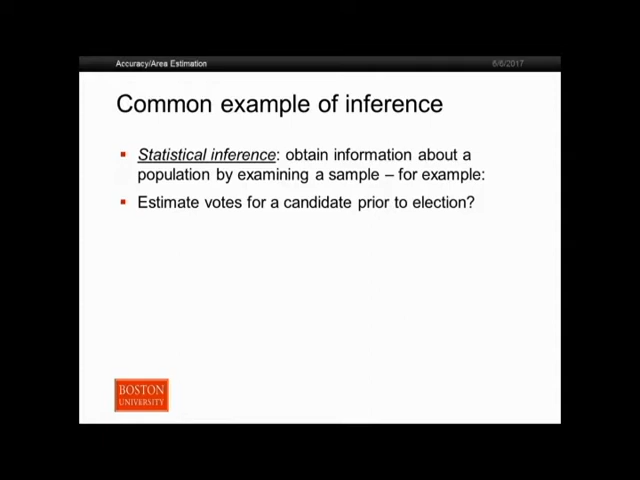 Accuracy/Area Estimation
6/6/2017
Common example of inference
Statistical inference: obtain information about a
population by examining a sample – for example:
Estimate votes for a candidate prior to election?
BOSTON
UNIVERSITY